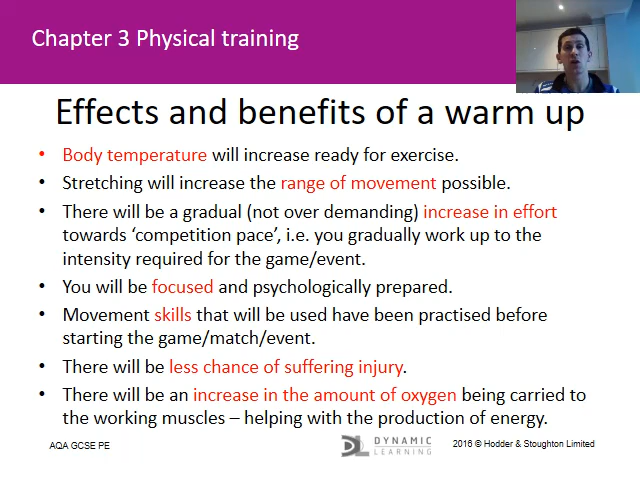 Chapter 3 Physical training
Effects and benefits of a warm up
• Body temperature will increase ready for exercise.
• Stretching will increase the range of movement possible.
• There will be a gradual (not over demanding) increase in effort
towards ‘competition pace’, i.e. you gradually work up to the
intensity required for the game/event.
• You will be focused and psychologically prepared.
• Movement skills that will be used have been practised before
starting the game/match/event.
• There will be less chance of suffering injury.
• There will be an increase in the amount of oxygen being carried to
the working muscles – helping with the production of energy.
AQA GCSE PE
DYNAMIC
LEARNING
2016 © Hodder & Stoughton Limited